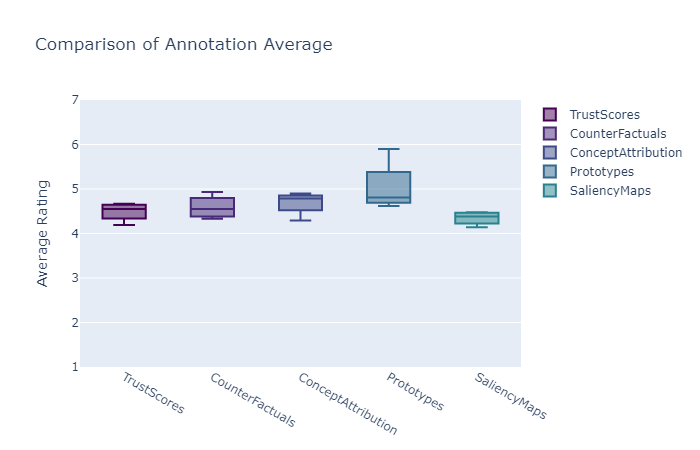 Comparison of Annotation Average
7
6
5
4
3
2
1
Average Rating
TrustScores
CounterFactuals
ConceptAttribution
Prototypes
SaliencyMaps
TrustScores
CounterFactuals
ConceptAttribution
Prototypes
SaliencyMaps